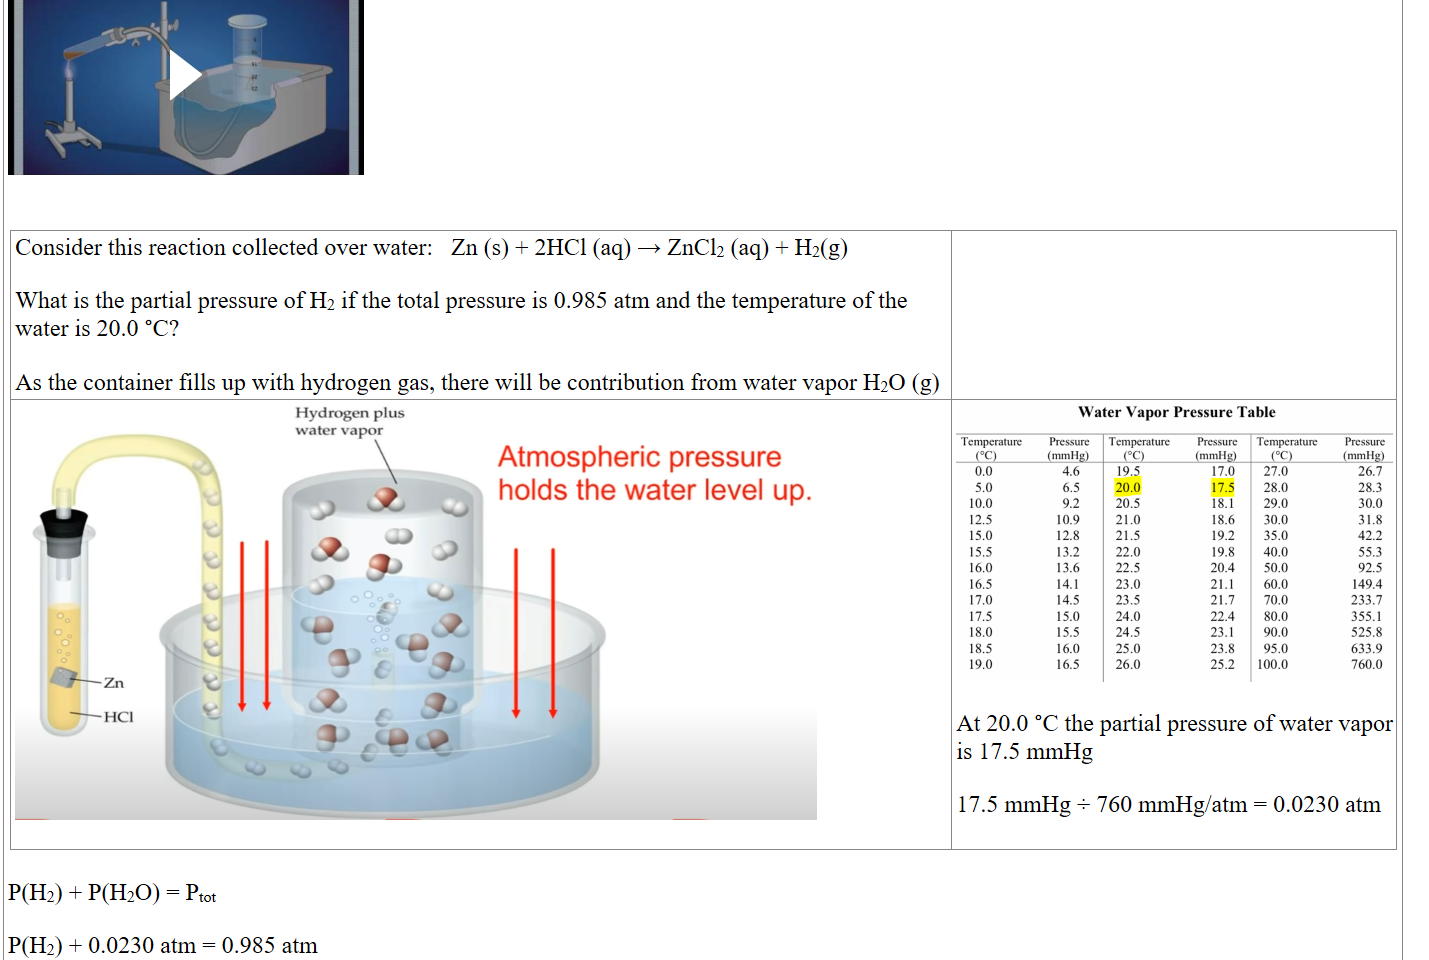 Consider this reaction collected over water: Zn (s) + 2HCl (aq) → ZnCl₂ (aq) + H₂(g)
What is the partial pressure of H₂ if the total pressure is 0.985 atm and the temperature of the
water is 20.0 °C?
As the container fills up with hydrogen gas, there will be contribution from water vapor H₂O (g)
Hydrogen plus
water vapor
Atmospheric pressure
holds the water level up.
Zn
HCl
Water Vapor Pressure Table
Temperature Pressure Temperature Pressure Temperature Pressure
(°C) (mmHg) (°C) (mmHg) (°C) (mmHg)
0.0 4.6 19.5 17.0 27.0 26.7
5.0 6.5 20.0 17.5 28.0 28.3
10.0 9.2 20.5 18.1 29.0 30.0
12.5 10.9 21.0 18.6 30.0 31.8
15.0 12.8 21.5 19.2 35.0 42.2
15.5 13.2 22.0 19.8 40.0 55.3
16.0 13.6 22.5 20.4 50.0 92.5
16.5 14.1 23.0 21.1 60.0 149.4
17.0 14.5 23.5 21.7 70.0 233.7
17.5 15.0 24.0 22.4 80.0 355.1
18.0 15.5 24.5 23.1 90.0 525.8
18.5 16.0 25.0 23.8 95.0 633.9
19.0 16.5 26.0 25.2 100.0 760.0
At 20.0 °C the partial pressure of water vapor
is 17.5 mmHg
17.5 mmHg ÷ 760 mmHg/atm = 0.0230 atm
P(H₂) + P(H₂O) = Ptot
P(H₂) + 0.0230 atm = 0.985 atm